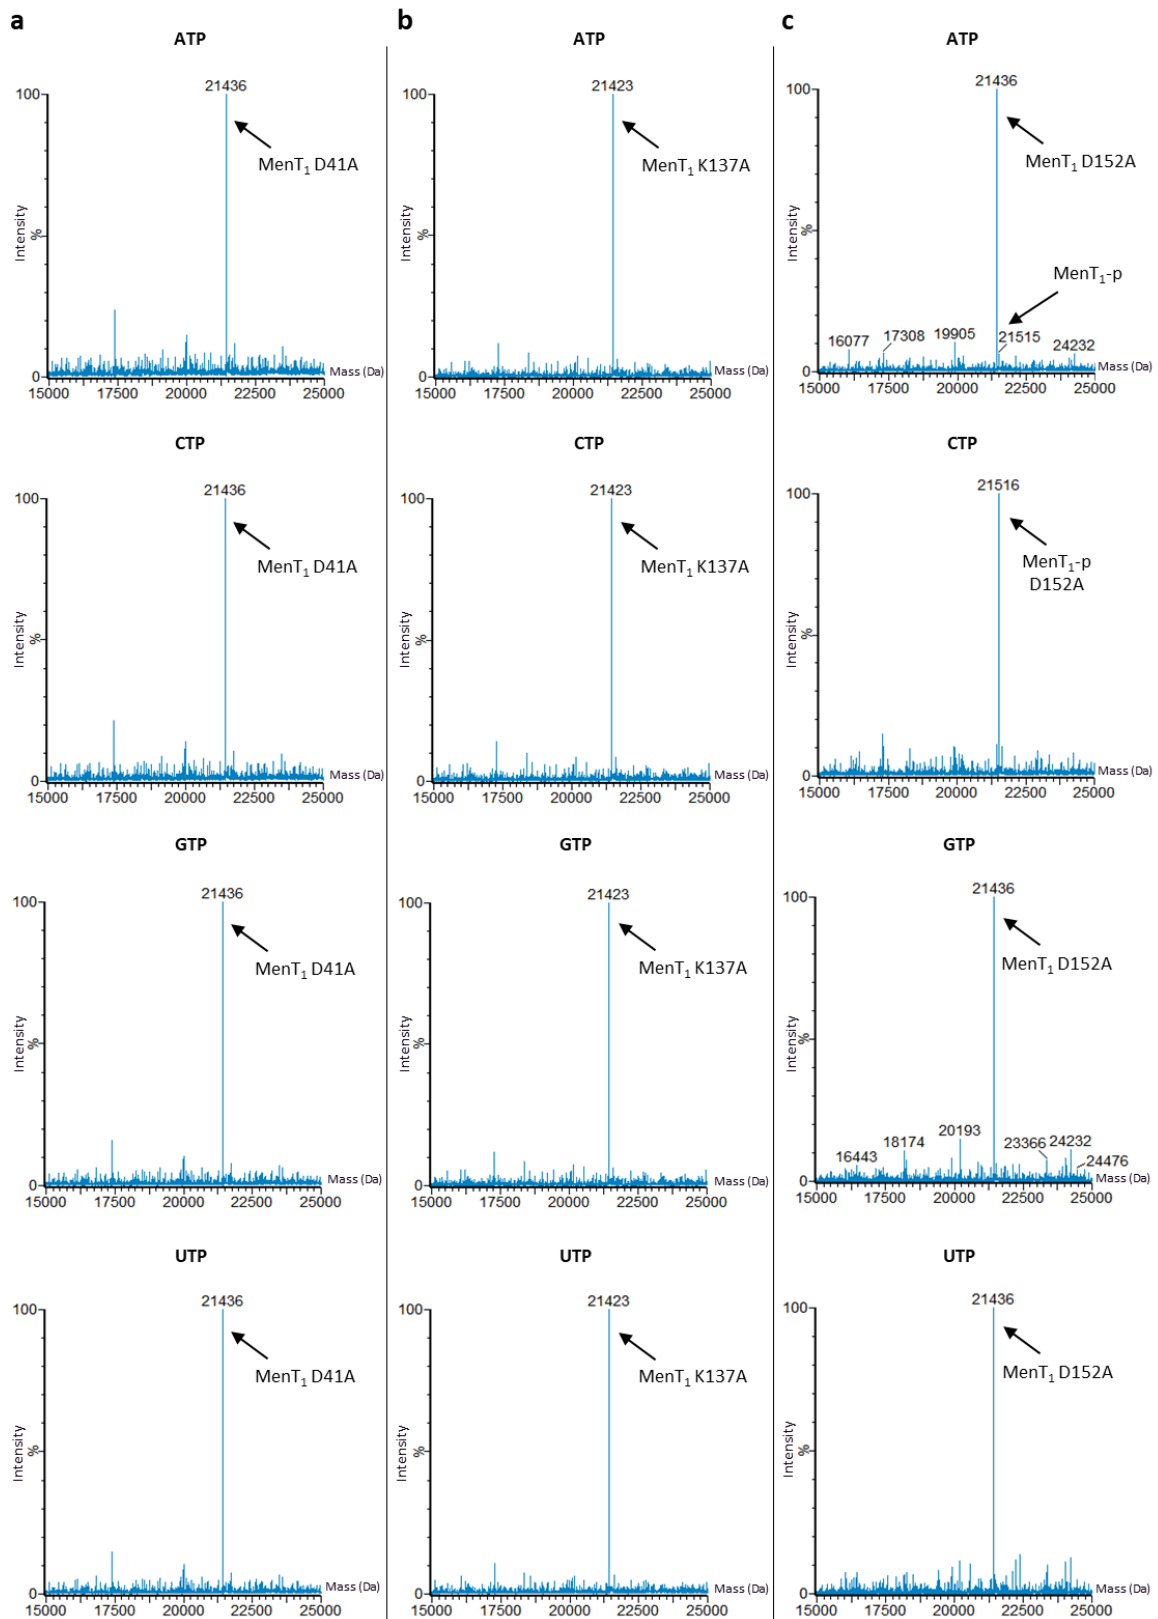 a
b
c
ATP
21436
100
MenT₁ D41A
Intensity
%
0
Mass (Da)
15000 17500 20000 22500 25000
ATP
21423
100
MenT₁ K137A
Intensity
%
0
Mass (Da)
15000 17500 20000 22500 25000
ATP
21436
100
MenT₁ D152A
MenT₁-p
Intensity
%
16077 17308 19905 21515 24232
0
Mass (Da)
15000 17500 20000 22500 25000
CTP
21436
100
MenT₁ D41A
Intensity
%
0
Mass (Da)
15000 17500 20000 22500 25000
CTP
21423
100
MenT₁ K137A
Intensity
%
0
Mass (Da)
15000 17500 20000 22500 25000
CTP
21516
100
MenT₁-p
D152A
Intensity
%
0
Mass (Da)
15000 17500 20000 22500 25000
GTP
21436
100
MenT₁ D41A
Intensity
%
0
Mass (Da)
15000 17500 20000 22500 25000
GTP
21423
100
MenT₁ K137A
Intensity
%
0
Mass (Da)
15000 17500 20000 22500 25000
GTP
21436
100
MenT₁ D152A
Intensity
%
16443 18174 20193 23366 24232
24476
0
Mass (Da)
15000 17500 20000 22500 25000
UTP
21436
100
MenT₁ D41A
Intensity
%
0
Mass (Da)
15000 17500 20000 22500 25000
UTP
21423
100
MenT₁ K137A
Intensity
%
0
Mass (Da)
15000 17500 20000 22500 25000
UTP
21436
100
MenT₁ D152A
Intensity
%
0
Mass (Da)
15000 17500 20000 22500 25000